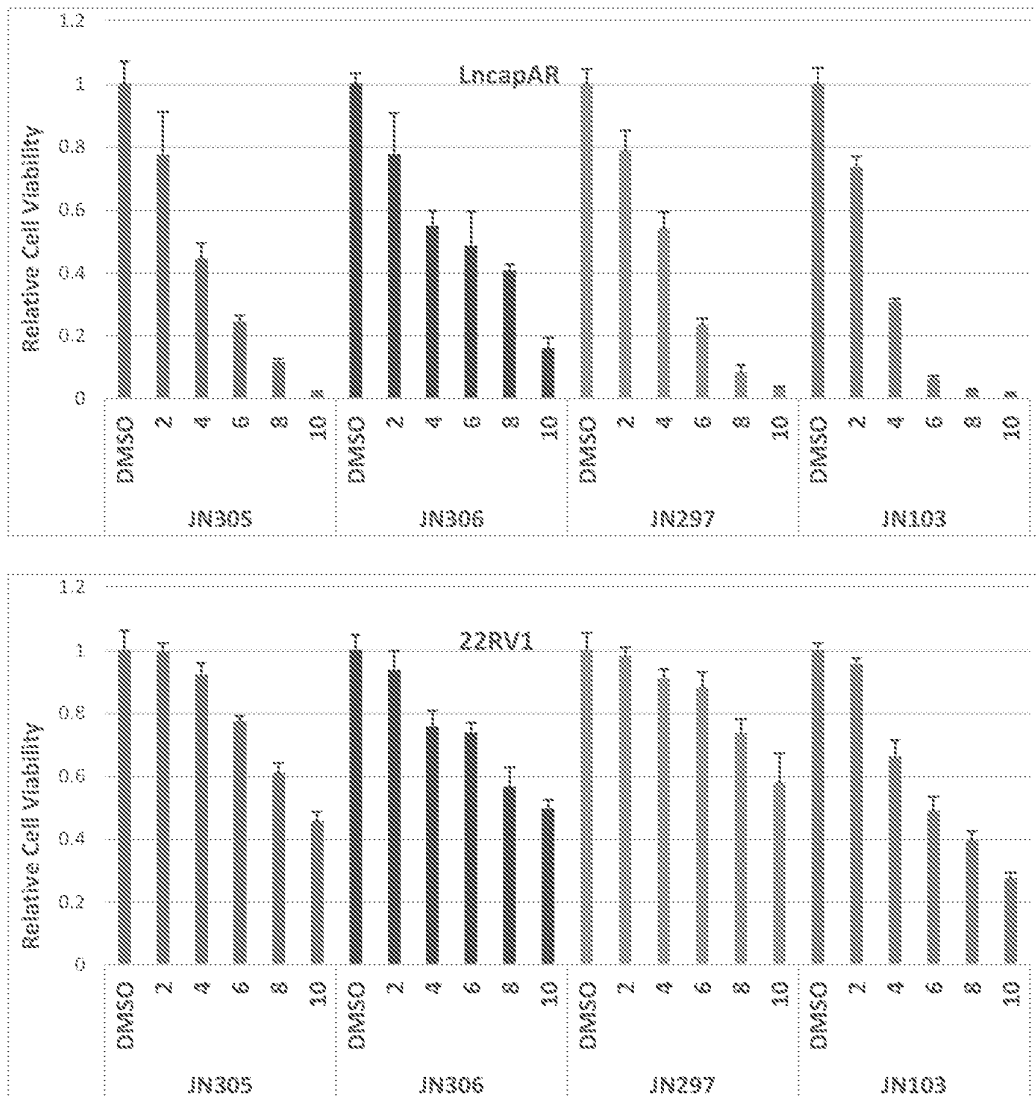 1.2
LncapAR
1
0.8
0.6
0.4
0.2
0
Relative Cell Viability
DMSO 2 4 6 8 10 DMSO 2 4 6 8 10 DMSO 2 4 6 8 10 DMSO 2 4 6 8 10
JN305 JN306 JN297 JN103
1.2
22RV1
1
0.8
0.6
0.4
0.2
0
Relative Cell Viability
DMSO 2 4 6 8 10 DMSO 2 4 6 8 10 DMSO 2 4 6 8 10 DMSO 2 4 6 8 10
JN305 JN306 JN297 JN103